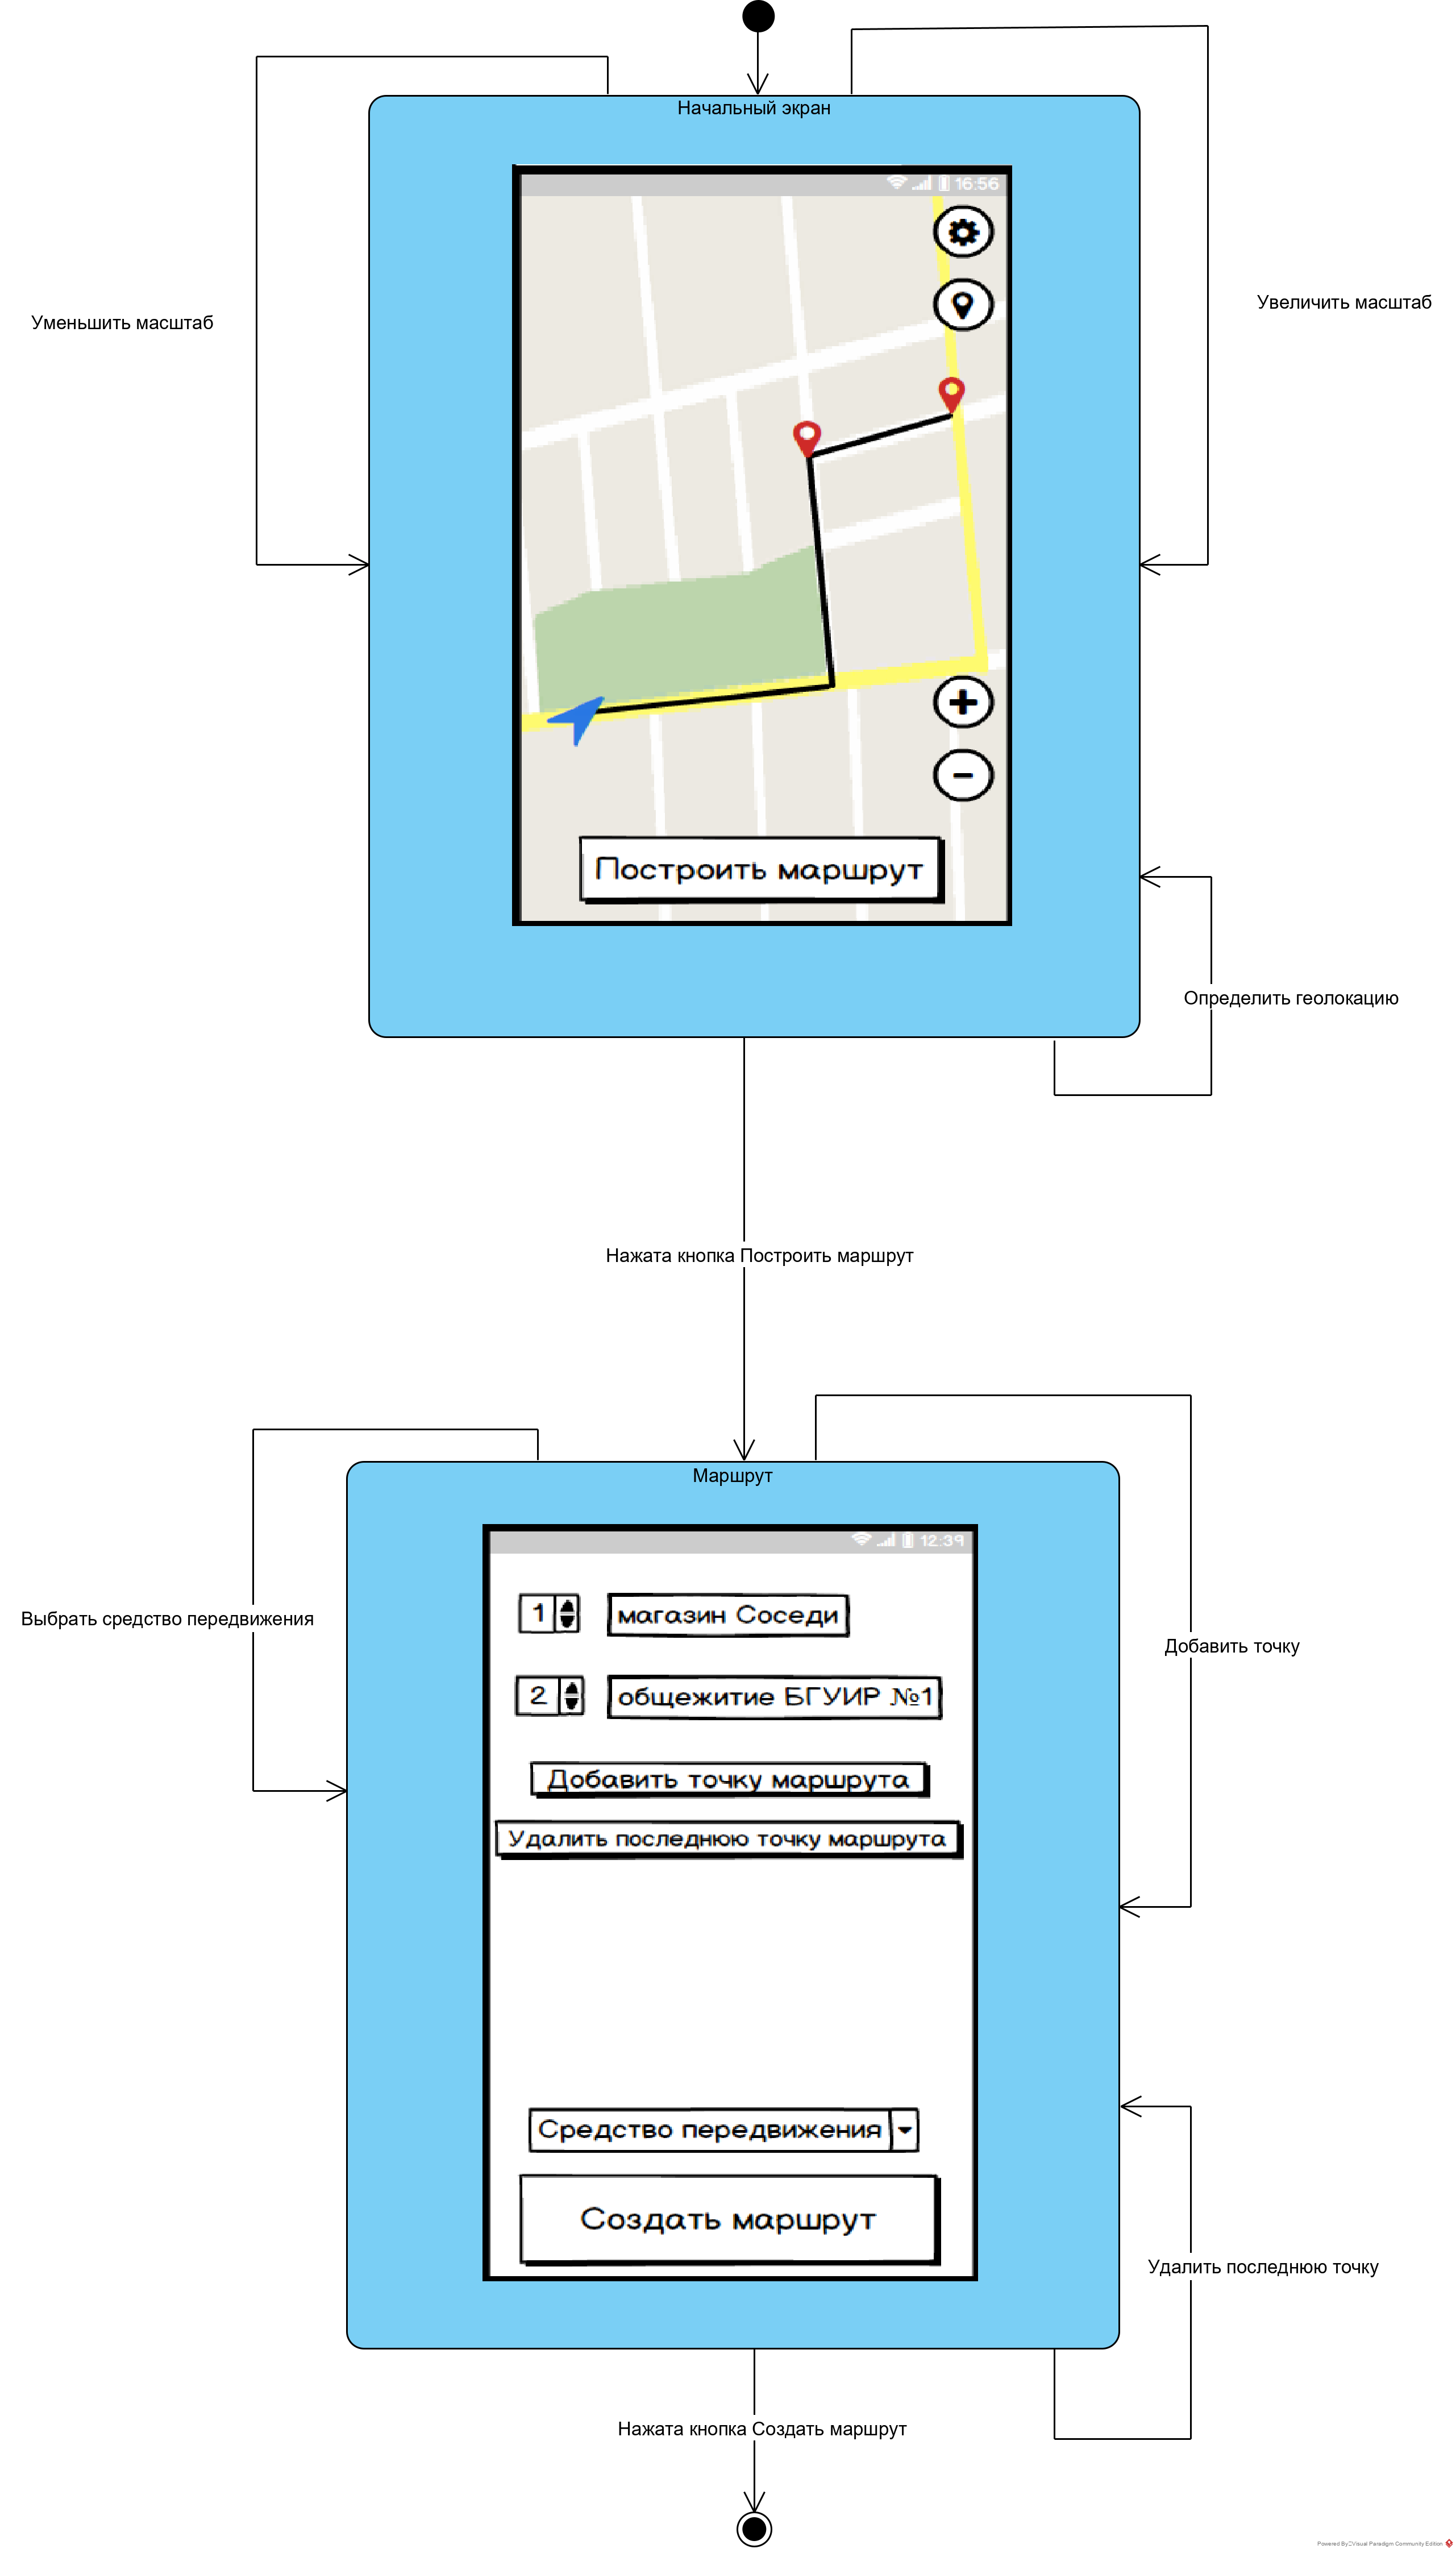 Начальный экран
16:56
Уменьшить масштаб
Увеличить масштаб
Построить маршрут
Определить геолокацию
Нажата кнопка Построить маршрут
Маршрут
12:39
1 магазин Соседи
Выбрать средство передвижения
Добавить точку
2 общежитие БГУИР №1
Добавить точку маршрута
Удалить последнюю точку маршрута
Средство передвижения
Создать маршрут
Удалить последнюю точку
Нажата кнопка Создать маршрут
Powered By Visual Paradigm Community Edition